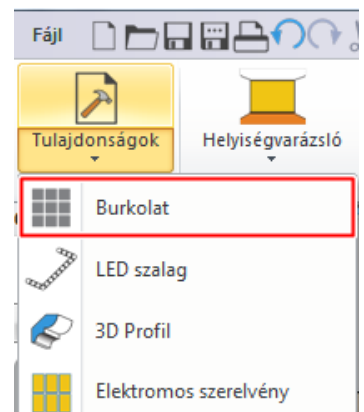 Fájl
Tulajdonságok Helyiségvarázsló
Burkolat
LED szalag
3D Profil
Elektromos szerelvény